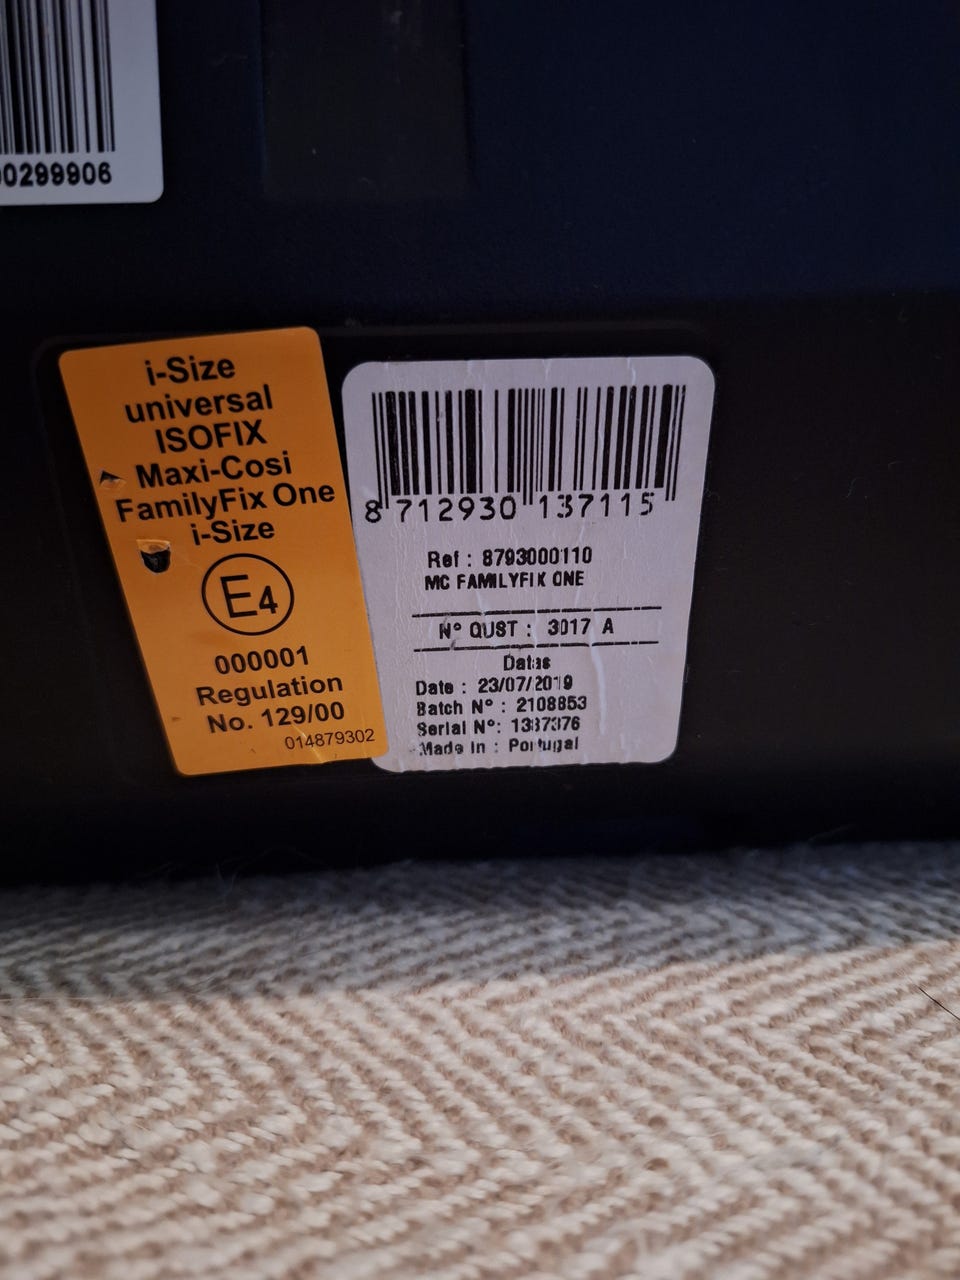 00299906
i-Size
universal
ISOFIX
Maxi-Cosi
FamilyFix One
i-Size
E4
000001
Regulation
No. 129/00
014879302
8 712930 137115
Ref : 8793000110
MC FAMILYFIX ONE
N° QUST : 3017 A
Datas
Date : 23/07/2019
Batch N° : 2108853
Serial N°: 1387376
Made in : Portugal